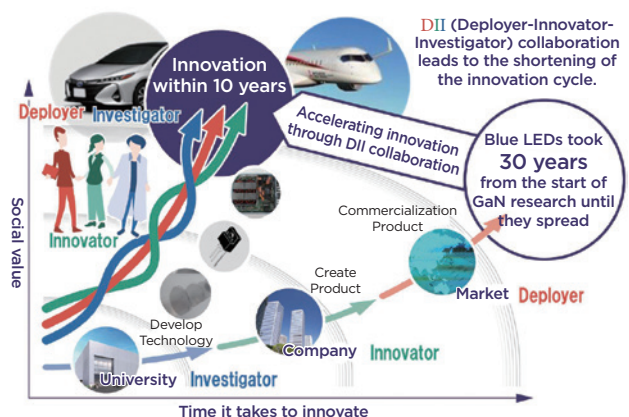 DII (Deployer-Innovator-
Investigator) collaboration
leads to the shortening of
the innovation cycle.
Innovation
within 10 years
Deployer Investigator
Innovator
Accelerating innovation
through DII collaboration
Blue LEDs took
30 years
from the start of
GaN research until
they spread
Commercialization
Product
Create
Product
Develop
Technology
Market Deployer
Company Innovator
University Investigator
Social value
Time it takes to innovate